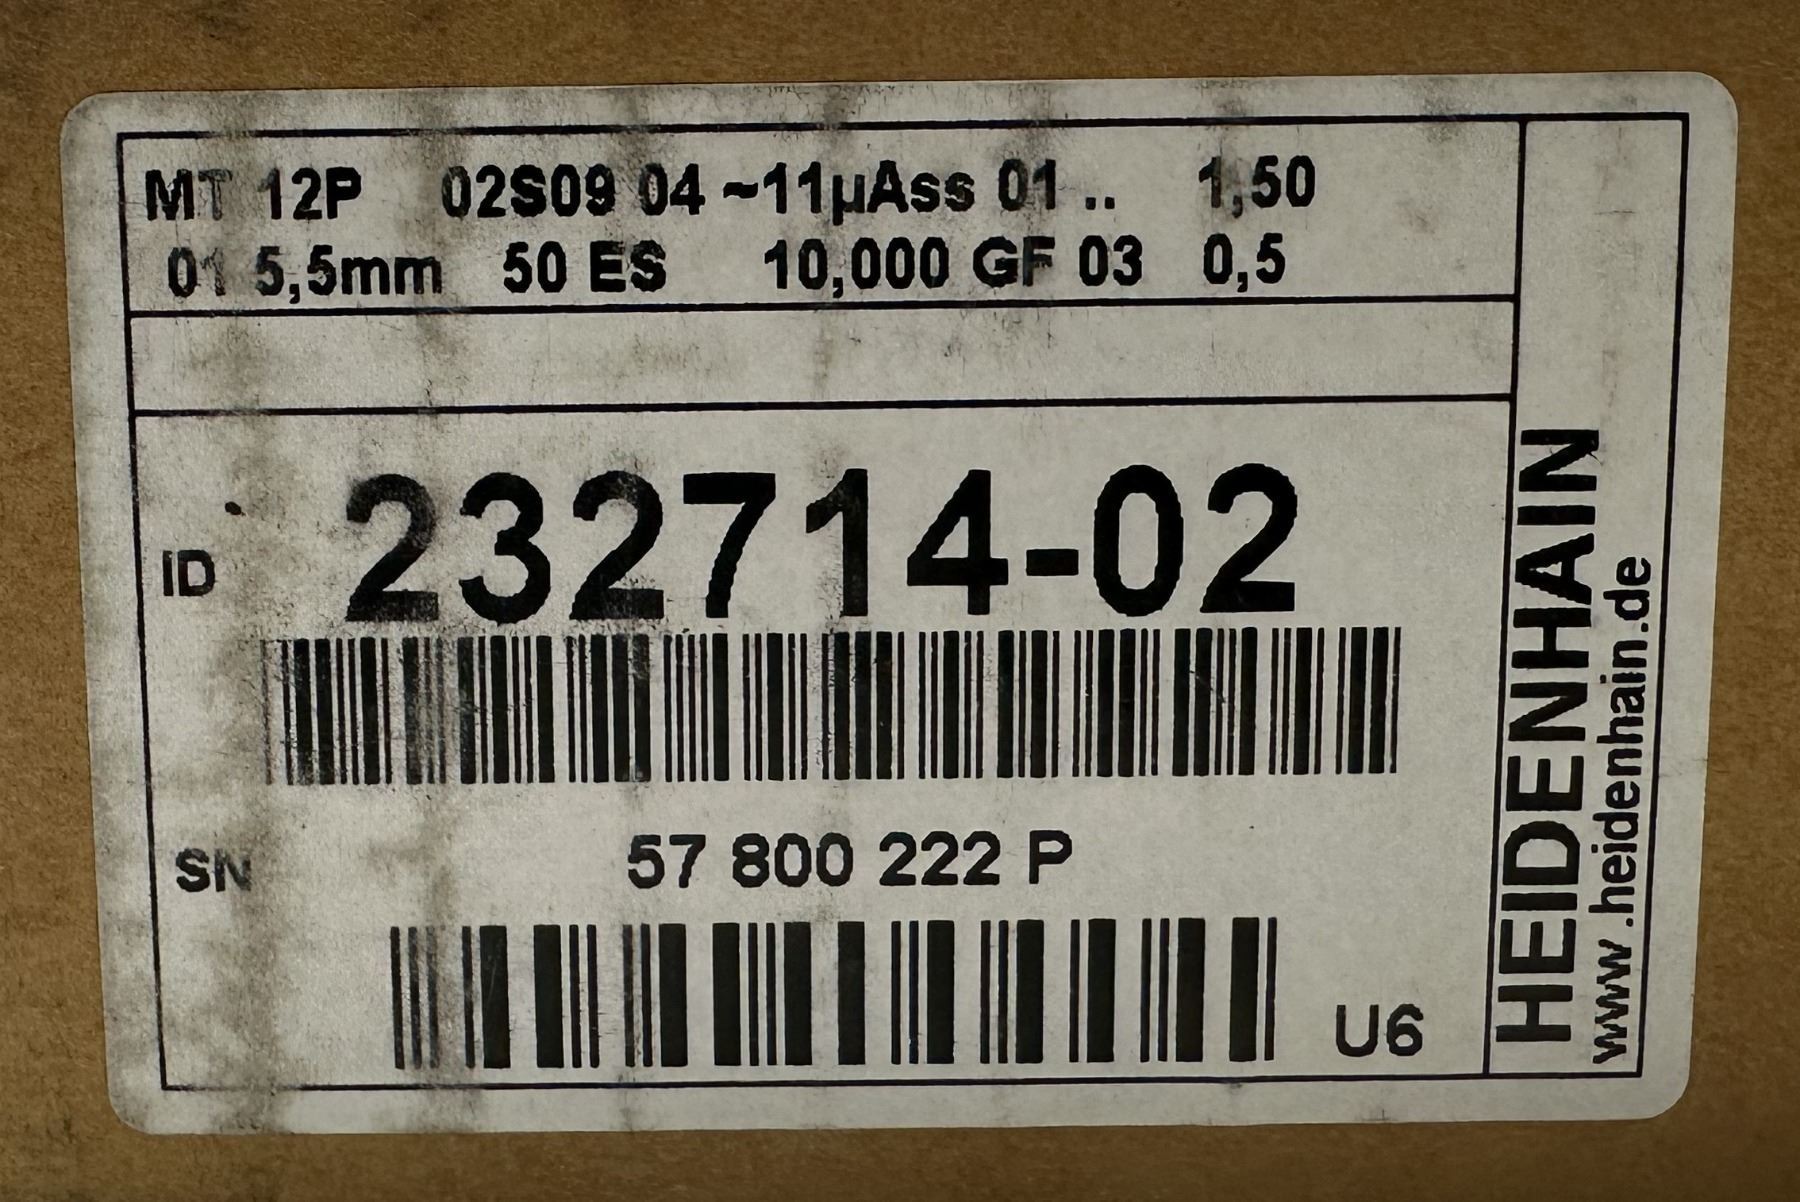 MT 12P 02S09 04 ~11µAss 01 .. 1,50
01 5,5mm 50 ES 10,000 GF 03 0,5
ID 232714-02
SN 57 800 222 P
U6
HEIDENHAIN
www.heidenhain.de